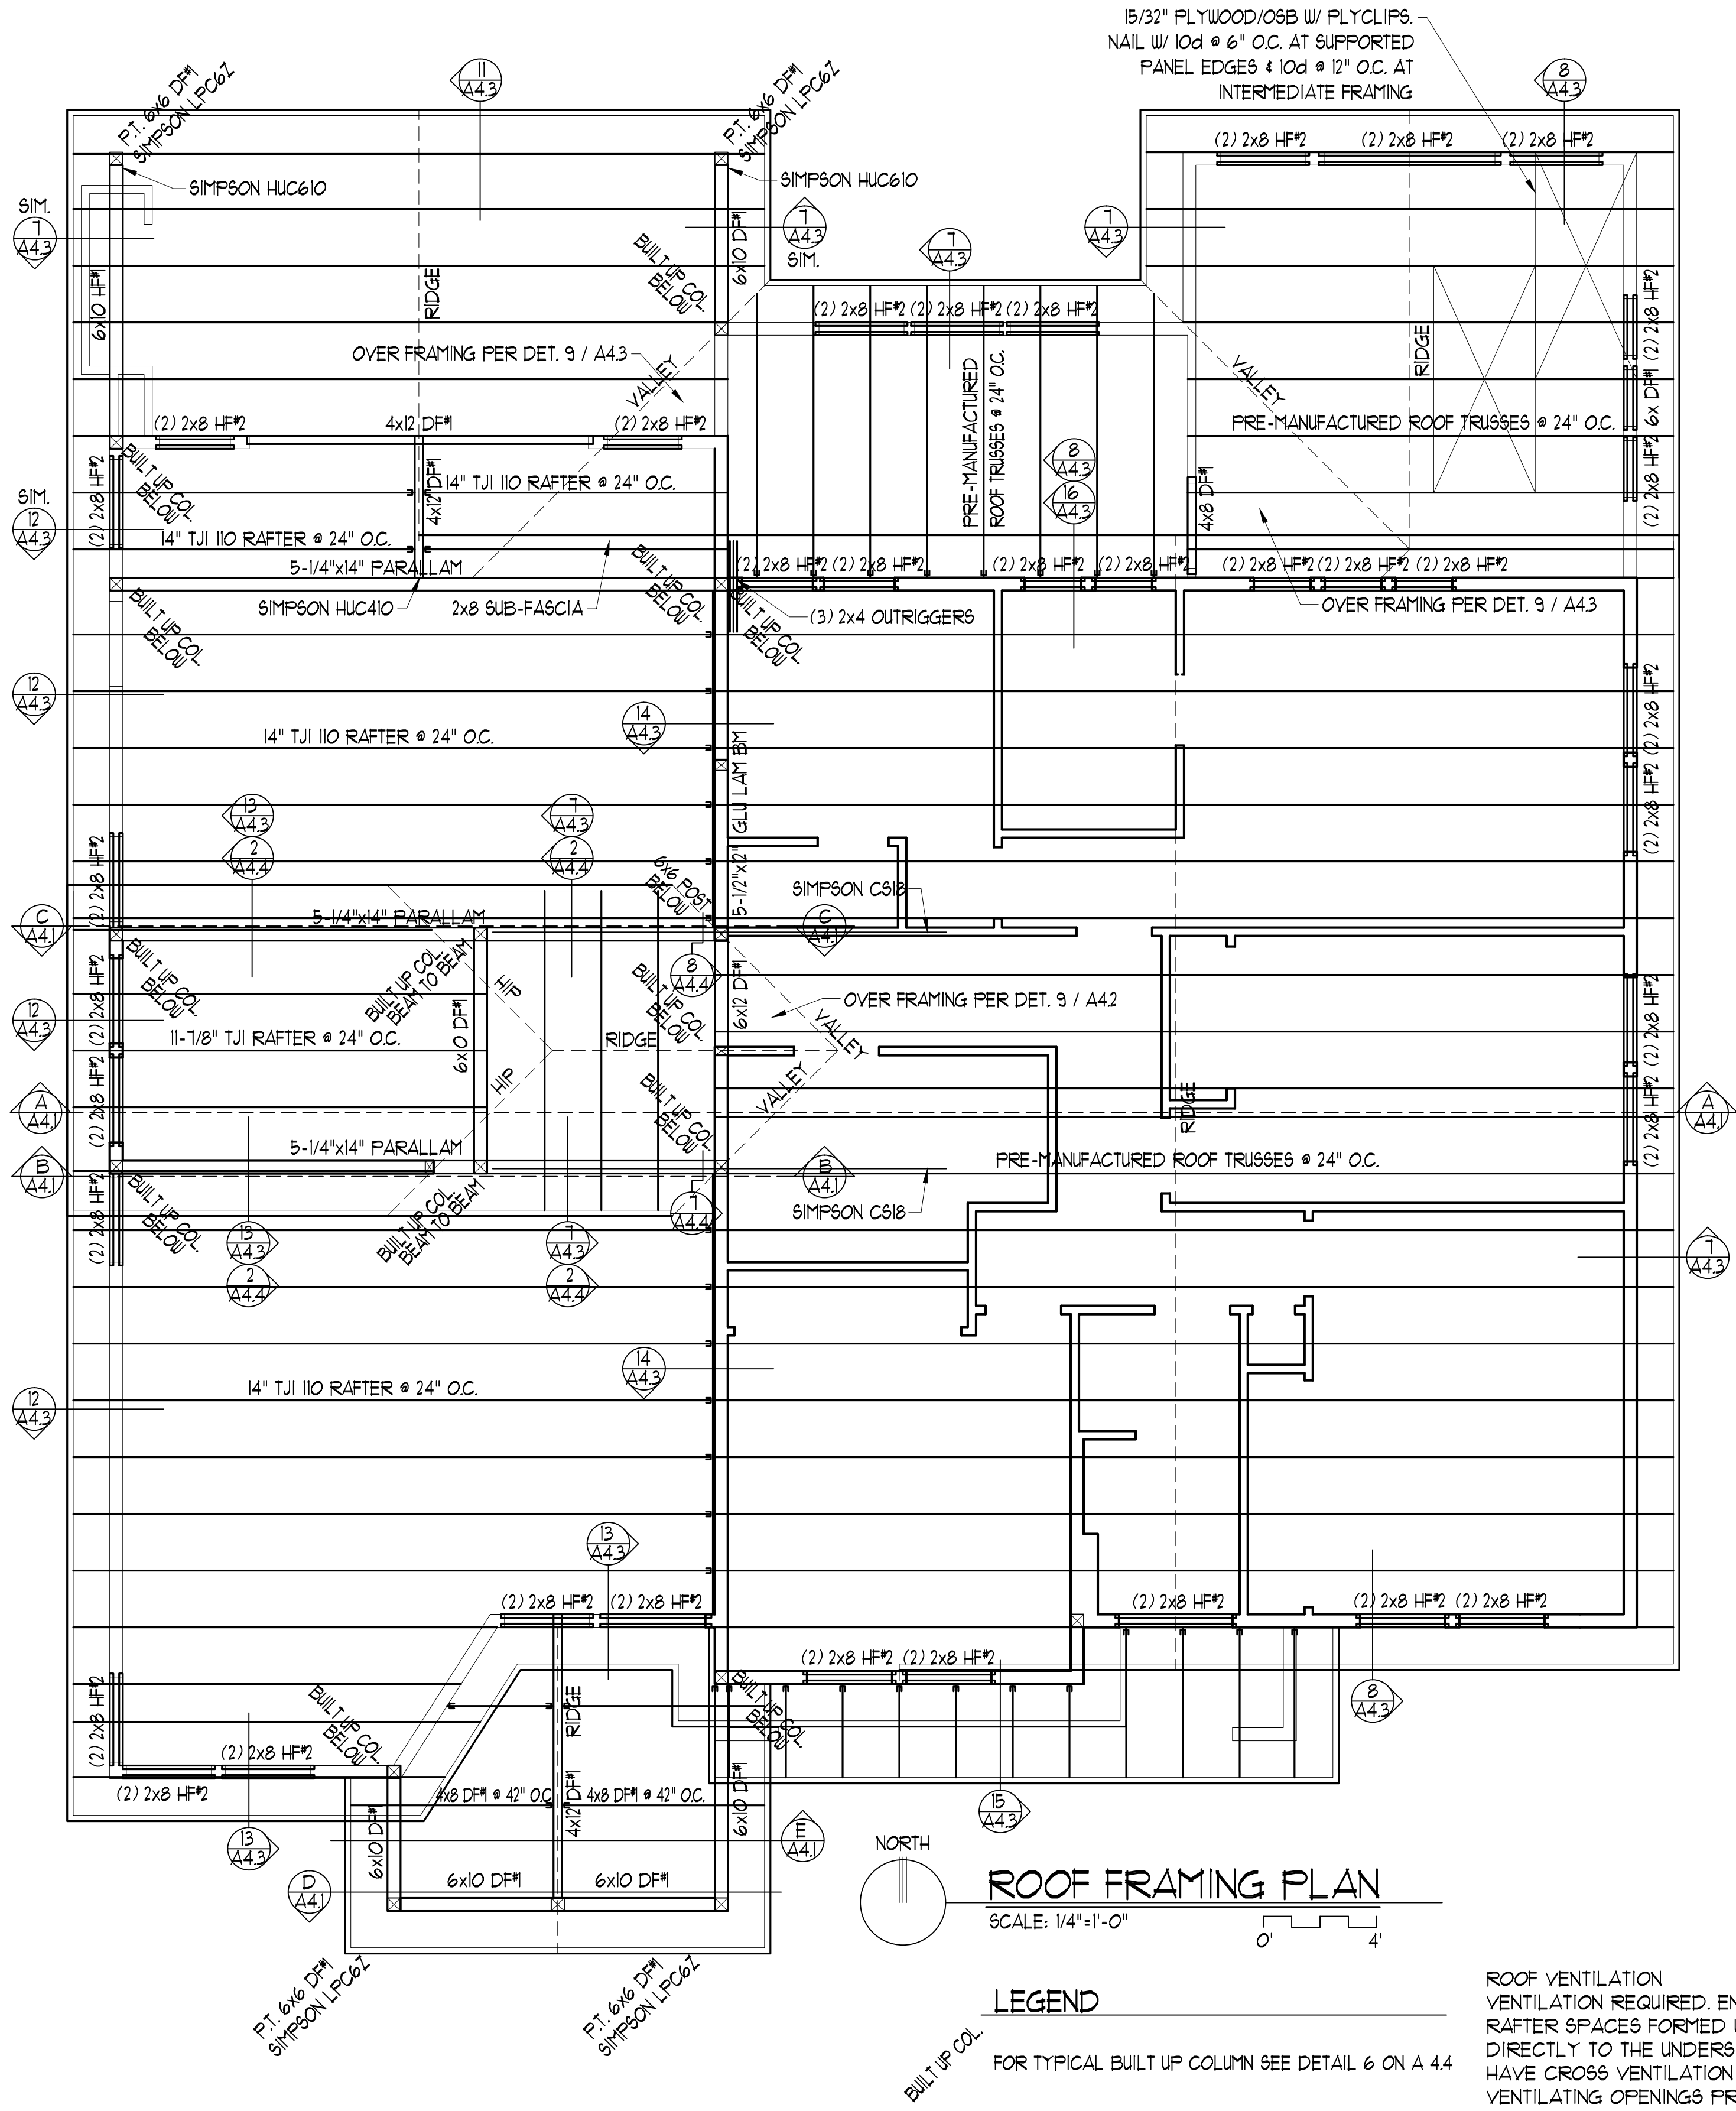 15/32" PLYWOOD/OSB W/ PLYCLIPS.
NAIL W/ 10d @ 6" O.C. AT SUPPORTED
PANEL EDGES & 10d @ 12" O.C. AT
INTERMEDIATE FRAMING
11
A4.3
8
A4.3
P.T. 6x6 DF#1
SIMPSON LPC6Z
P.T. 6x6 DF#1
SIMPSON LPC6Z
(2) 2x8 HF#2
(2) 2x8 HF#2
(2) 2x8 HF#2
SIMPSON HUC610
SIMPSON HUC610
SIM.
7
A4.3
7
A4.3
SIM.
7
A4.3
7
A4.3
6x10 HF#1
RIDGE
BUILT UP COL.
BELOW
6x10 DF#1
(2) 2x8 HF#2
(2) 2x8 HF#2
(2) 2x8 HF#2
(2) 2x8 HF#2
OVER FRAMING PER DET. 9 / A4.3
VALLEY
PRE-MANUFACTURED
ROOF TRUSSES @ 24" O.C.
VALLEY
RIDGE
6x DF#1
(2) 2x8 HF#2
4x12 DF#1
(2) 2x8 HF#2
PRE-MANUFACTURED ROOF TRUSSES @ 24" O.C.
(2) 2x8 HF#2
BUILT UP COL.
BELOW
4x12 DF#1
14" TJI 110 RAFTER @ 24" O.C.
8
A4.3
16
A4.3
4x8 DF#1
(2) 2x8 HF#2
SIM.
12
A4.3
14" TJI 110 RAFTER @ 24" O.C.
5-1/4"x14" PARALLAM
BUILT UP COL.
BELOW
(2) 2x8 HF#2
(2) 2x8 HF#2
(2) 2x8 HF#2
(2) 2x8 HF#2
(2) 2x8 HF#2
(2) 2x8 HF#2
(2) 2x8 HF#2
BUILT UP COL.
BELOW
SIMPSON HUC410
2x8 SUB-FASCIA
BUILT UP COL.
BELOW
(3) 2x4 OUTRIGGERS
OVER FRAMING PER DET. 9 / A4.3
12
A4.3
14
A4.3
(2) 2x8 HF#2
14" TJI 110 RAFTER @ 24" O.C.
5-1/2"x12" GLU LAM BM
(2) 2x8 HF#2
13
A4.3
2
A4.4
7
A4.3
2
A4.4
(2) 2x8 HF#2
6x6 POST
BELOW
SIMPSON CS18
C
A4.1
5-1/4"x14" PARALLAM
C
A4.1
BUILT UP COL.
BELOW
BUILT UP COL.
BEAM TO BEAM
HIP
BUILT UP COL.
BELOW
8
A4.4
6x12 DF#1
OVER FRAMING PER DET. 9 / A4.2
(2) 2x8 HF#2
(2) 2x8 HF#2
12
A4.3
11-7/8" TJI RAFTER @ 24" O.C.
6x0 DF#1
RIDGE
VALLEY
(2) 2x8 HF#2
HIP
BUILT UP COL.
BELOW
VALLEY
RIDGE
(2) 2x8 HF#2
A
A4.1
A
A4.1
5-1/4"x14" PARALLAM
PRE-MANUFACTURED ROOF TRUSSES @ 24" O.C.
B
A4.1
B
A4.1
(2) 2x8 HF#2
BUILT UP COL.
BELOW
BUILT UP COL.
BEAM TO BEAM
7
A4.4
SIMPSON CS18
13
A4.3
2
A4.4
7
A4.3
2
A4.4
7
A4.3
14
A4.3
12
A4.3
14" TJI 110 RAFTER @ 24" O.C.
13
A4.3
(2) 2x8 HF#2
(2) 2x8 HF#2
(2) 2x8 HF#2
(2) 2x8 HF#2
(2) 2x8 HF#2
(2) 2x8 HF#2
(2) 2x8 HF#2
(2) 2x8 HF#2
BUILT UP COL.
BELOW
RIDGE
BUILT UP COL.
BELOW
8
A4.3
(2) 2x8 HF#2
(2) 2x8 HF#2
4x8 DF#1 @ 42" O.C.
4x12 DF#1
4x8 DF#1 @ 42" O.C.
6x10 DF#1
15
A4.3
13
A4.3
6x10 DF#1
E
A4.1
D
A4.1
6x10 DF#1
6x10 DF#1
NORTH
ROOF FRAMING PLAN
SCALE: 1/4"=1'-0"
0'
4'
P.T. 6x6 DF#1
SIMPSON LPC6Z
P.T. 6x6 DF#1
SIMPSON LPC6Z
LEGEND
BUILT UP COL.
FOR TYPICAL BUILT UP COLUMN SEE DETAIL 6 ON A 4.4
ROOF VENTILATION
VENTILATION REQUIRED. EN
RAFTER SPACES FORMED
DIRECTLY TO THE UNDERS
HAVE CROSS VENTILATION
VENTILATING OPENINGS PR